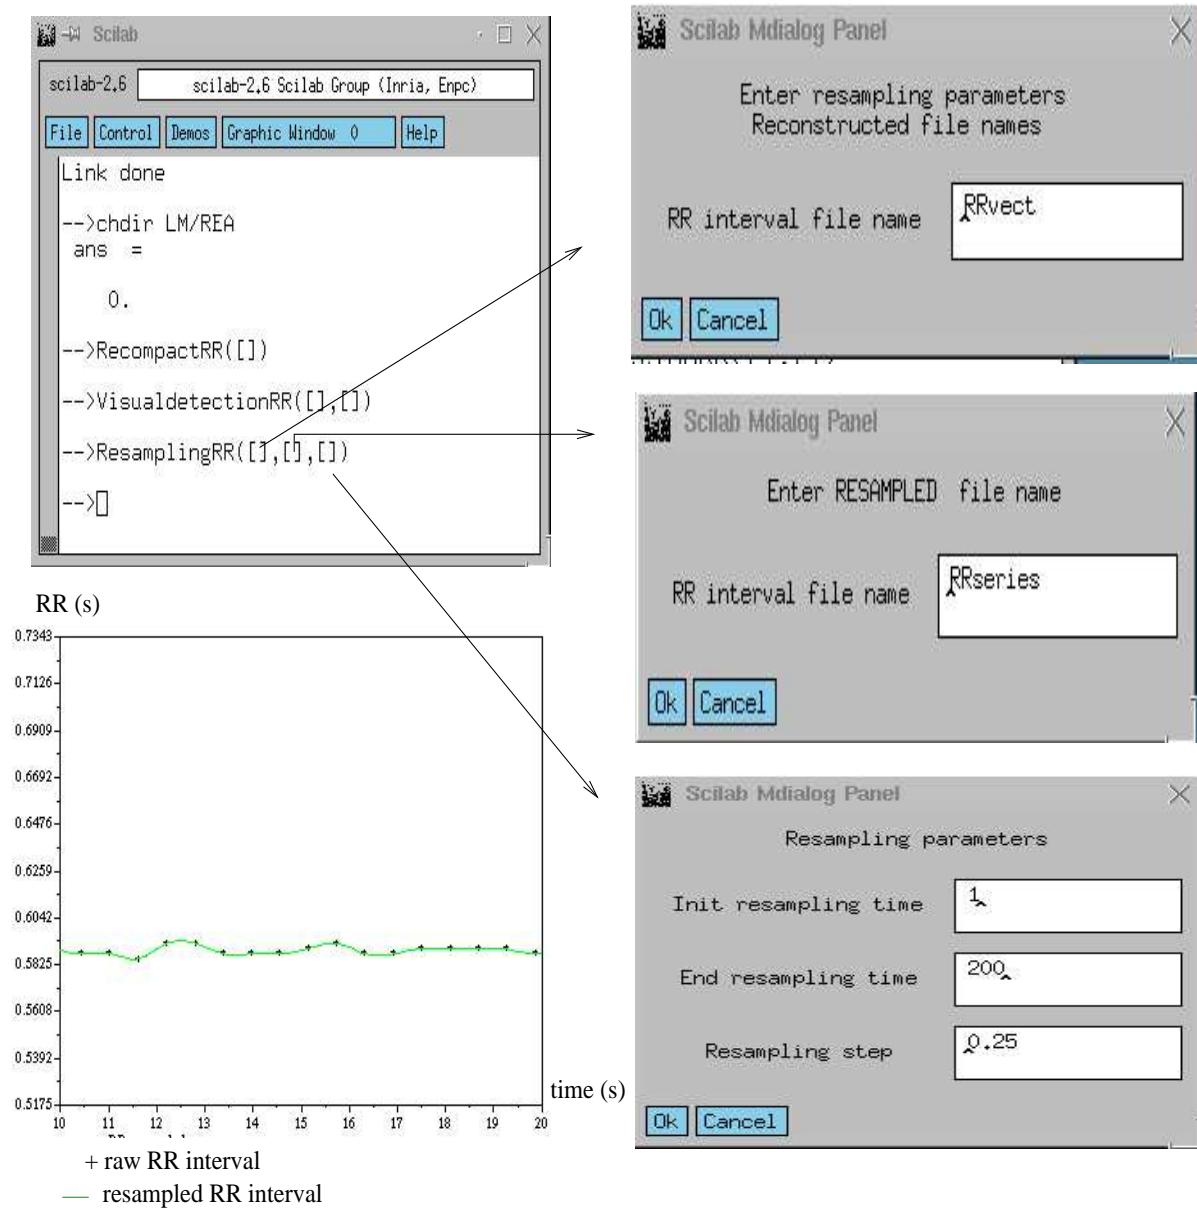 Scilab
scilab-2.6
scilab-2.6 Scilab Group (Inria, Enpc)
File Control Demos Graphic Window 0 Help
Link done
-->chdir LM/REA
ans =
0.
-->RecompactRR([])
-->VisualdetectionRR([],[])
-->ResamplingRR([],[],[])
-->
Scilab Mdialog Panel
Enter resampling parameters
Reconstructed file names
RR interval file name
RRvect
Ok Cancel
Scilab Mdialog Panel
Enter RESAMPLED file name
RR interval file name
RRseries
Ok Cancel
Scilab Mdialog Panel
Resampling parameters
Init resampling time
1
End resampling time
200
Resampling step
0.25
Ok Cancel
RR (s)
0.7343
0.7126
0.6909
0.6692
0.6476
0.6259
0.6042
0.5825
0.5608
0.5392
0.5175
10 11 12 13 14 15 16 17 18 19 20
time (s)
+ raw RR interval
resampled RR interval